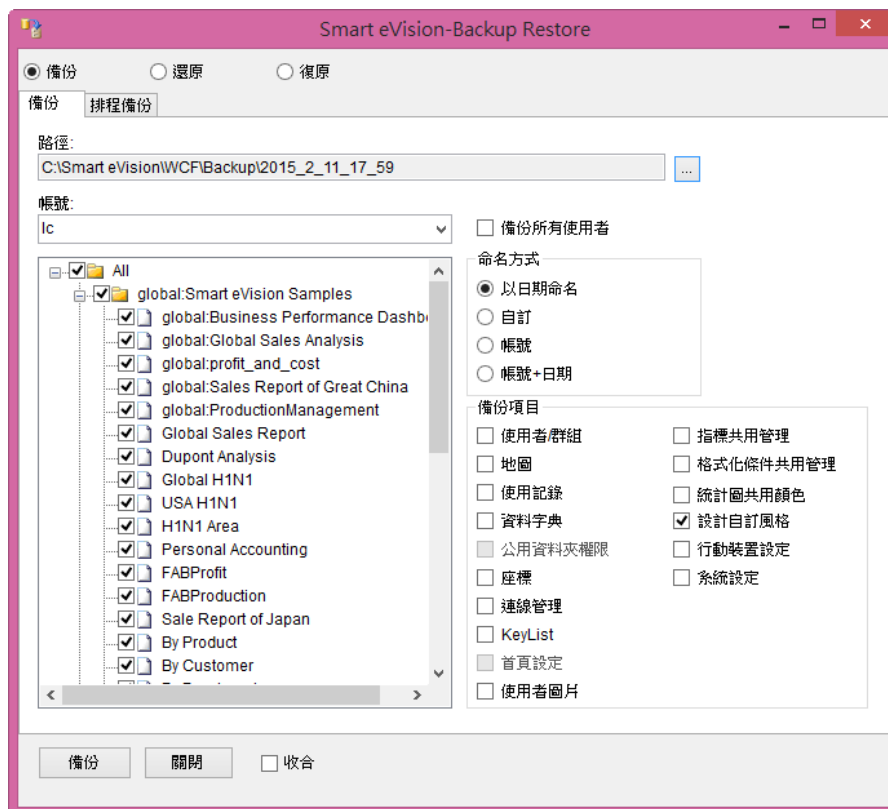 Smart eVision-Backup Restore
備份 還原 復原
備份 排程備份
路徑:
C:\Smart eVision\WCF\Backup\2015_2_11_17_59
...
帳號:
lc
備份所有使用者
All
global:Smart eVision Samples
global:Business Performance Dashb
global:Global Sales Analysis
global:profit_and_cost
global:Sales Report of Great China
global:ProductionManagement
Global Sales Report
Dupont Analysis
Global H1N1
USA H1N1
H1N1 Area
Personal Accounting
FABProfit
FABProduction
Sale Report of Japan
By Product
By Customer
命名方式
以日期命名
自訂
帳號
帳號+日期
備份項目
使用者/群組
地圖
使用記錄
資料字典
公用資料夾權限
座標
連線管理
KeyList
首頁設定
使用者圖片
指標共用管理
格式化條件共用管理
統計圖共用顏色
設計自訂風格
行動裝置設定
系統設定
備份 關閉 收合